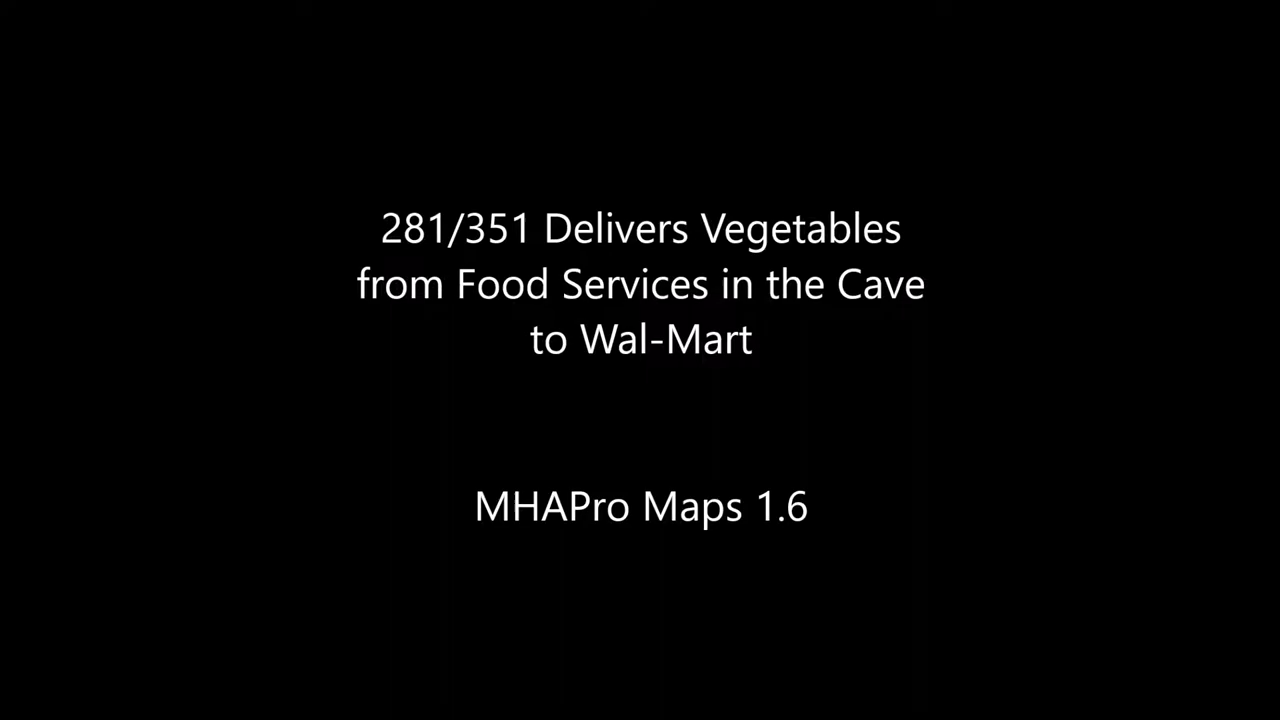 281/351 Delivers Vegetables
from Food Services in the Cave
to Wal-Mart
MHAPro Maps 1.6